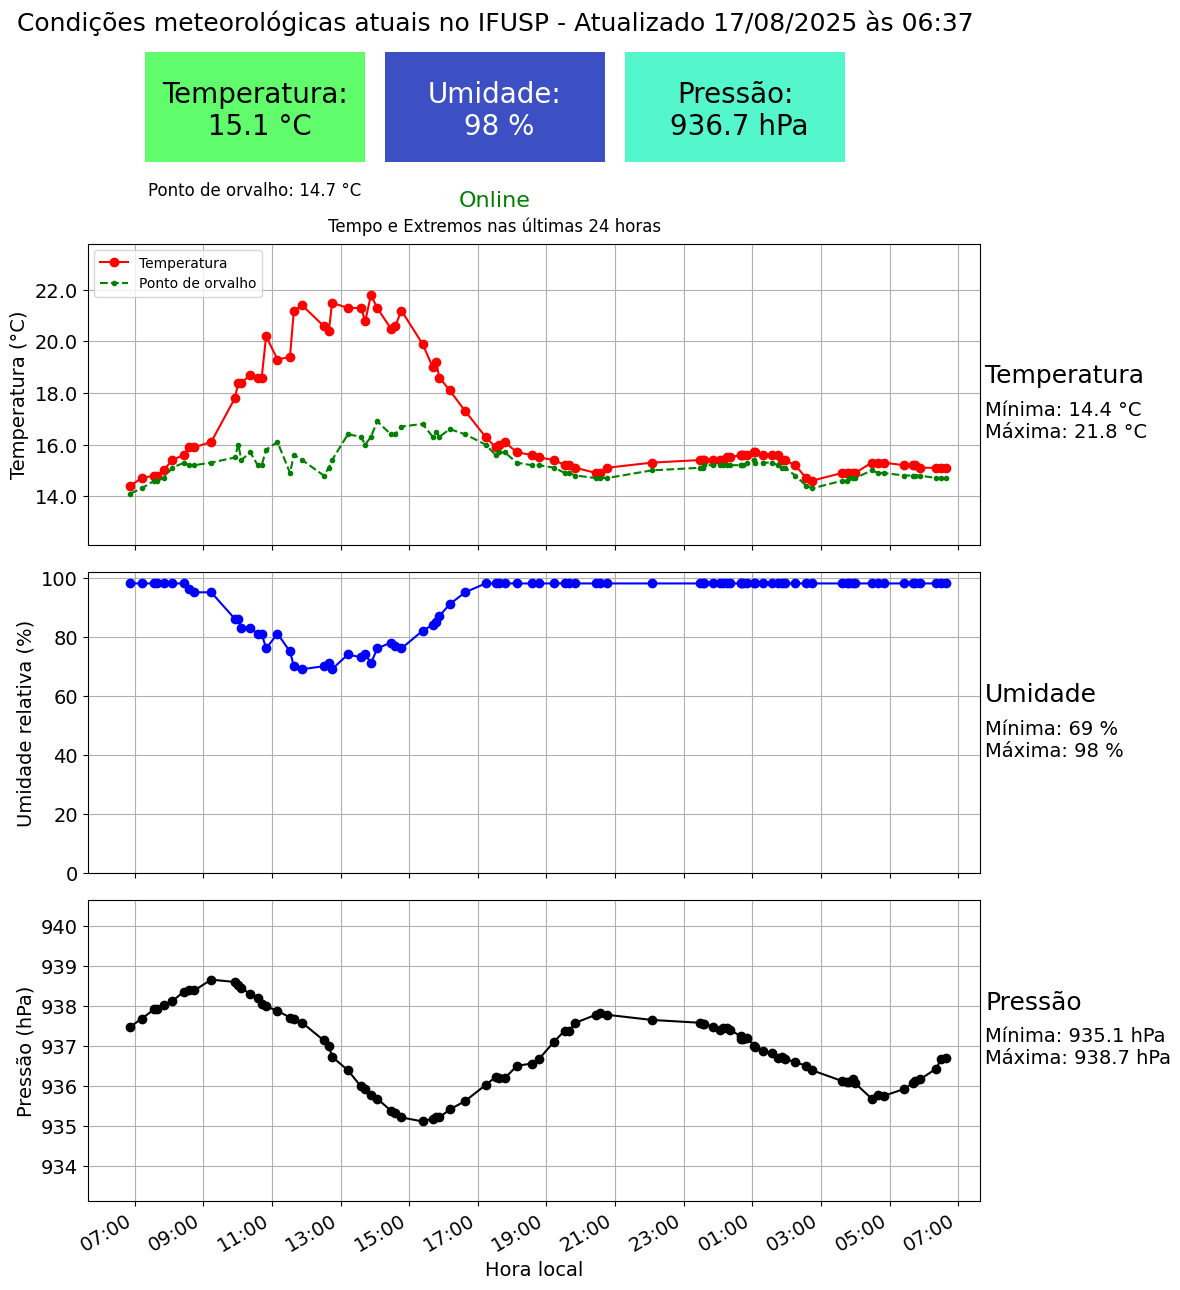 Condições meteorológicas atuais no IFUSP - Atualizado 17/08/2025 às 06:37
Temperatura:
15.1 °C
Umidade:
98 %
Pressão:
936.7 hPa
Ponto de orvalho: 14.7 °C
Online
Tempo e Extremos nas últimas 24 horas
Temperatura
Ponto de orvalho
Temperatura (°C)
22.0
20.0
18.0
16.0
14.0
Temperatura
Mínima: 14.4 °C
Máxima: 21.8 °C
Umidade relativa (%)
100
80
60
40
20
0
Umidade
Mínima: 69 %
Máxima: 98 %
Pressão (hPa)
940
939
938
937
936
935
934
Pressão
Mínima: 935.1 hPa
Máxima: 938.7 hPa
07:00 09:00 11:00 13:00 15:00 17:00 19:00 21:00 23:00 01:00 03:00 05:00 07:00
Hora local